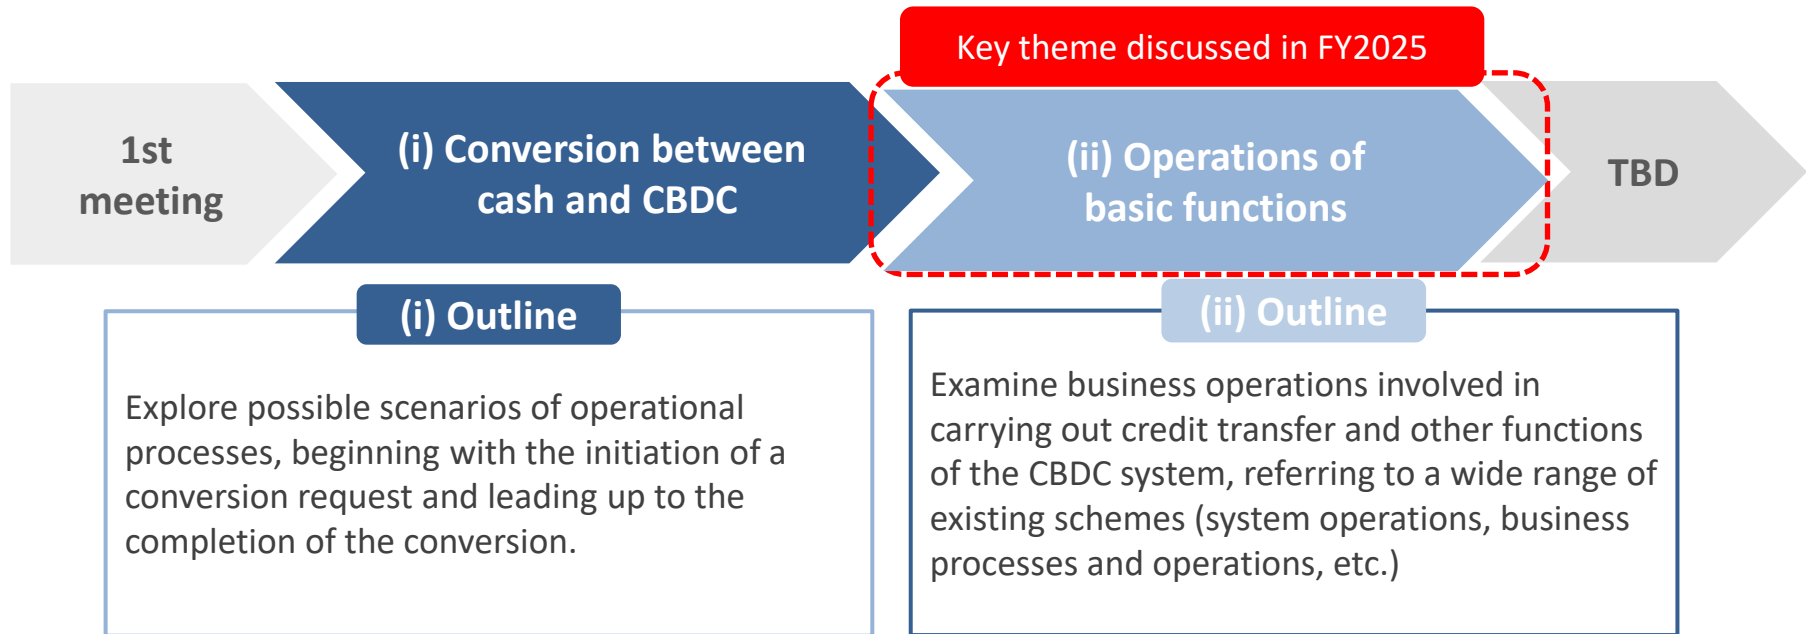 Key theme discussed in FY2025
1st
meeting
(i) Conversion between
cash and CBDC
(ii) Operations of
basic functions
TBD
(i) Outline
Explore possible scenarios of operational
processes, beginning with the initiation of a
conversion request and leading up to the
completion of the conversion.
(ii) Outline
Examine business operations involved in
carrying out credit transfer and other functions
of the CBDC system, referring to a wide range of
existing schemes (system operations, business
processes and operations, etc.)